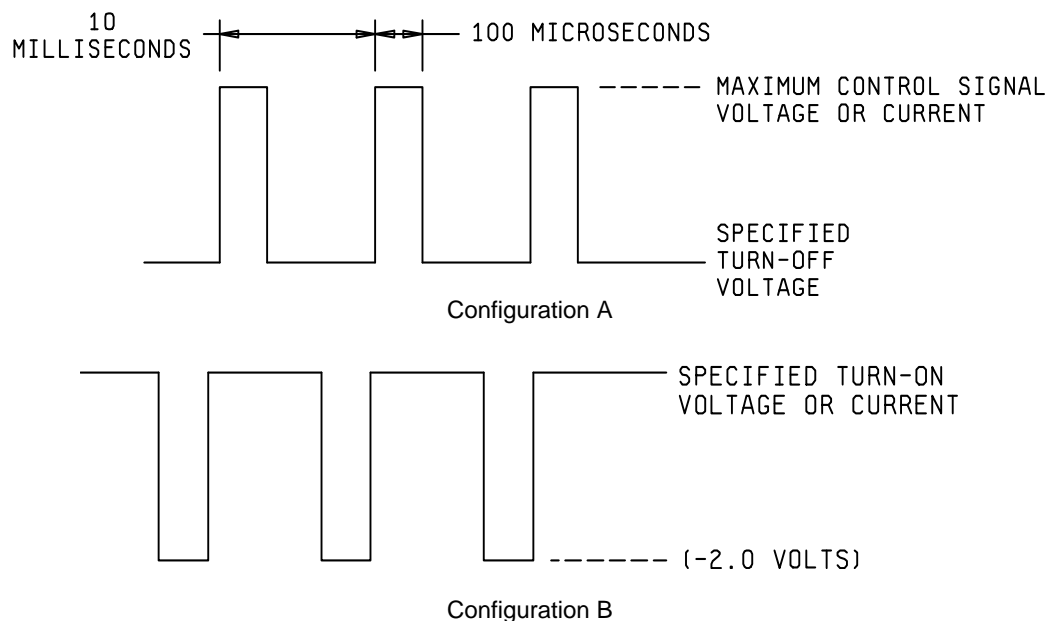 10
MILLISECONDS
100 MICROSECONDS
MAXIMUM CONTROL SIGNAL
VOLTAGE OR CURRENT
SPECIFIED
TURN-OFF
VOLTAGE
Configuration A
SPECIFIED TURN-ON
VOLTAGE OR CURRENT
(-2.0 VOLTS)
Configuration B